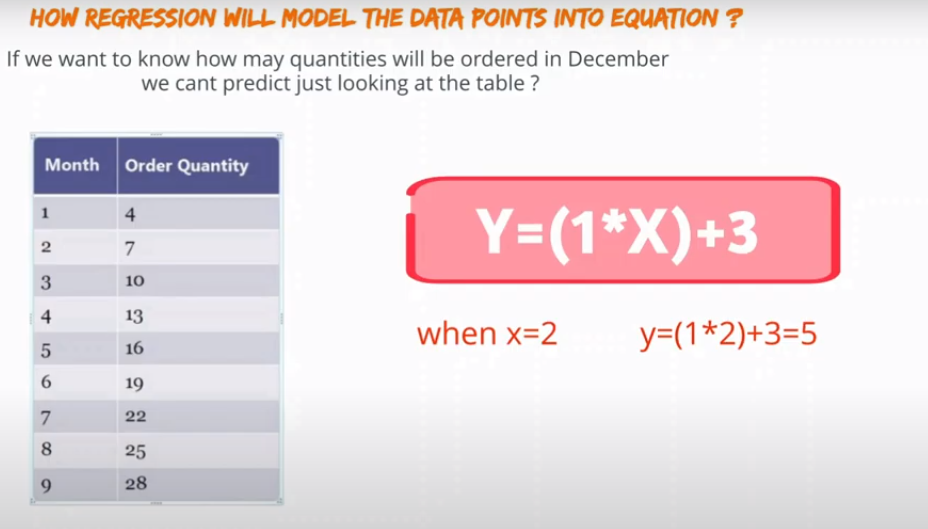 HOW REGRESSION WILL MODEL THE DATA POINTS INTO EQUATION ?
If we want to know how may quantities will be ordered in December
we cant predict just looking at the table ?
Month Order Quantity
1 4
2 7
3 10
4 13
5 16
6 19
7 22
8 25
9 28
Y=(1*X)+3
when x=2 y=(1*2)+3=5